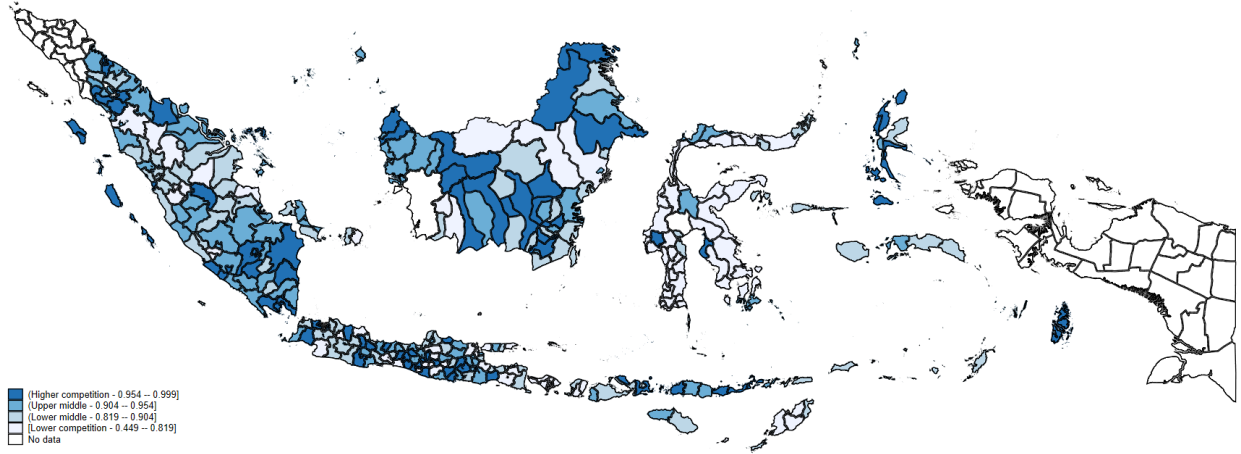 (Higher competition - 0.954 -- 0.999]
(Upper middle - 0.904 -- 0.954]
(Lower middle - 0.819 -- 0.904]
[Lower competition - 0.449 -- 0.819]
No data